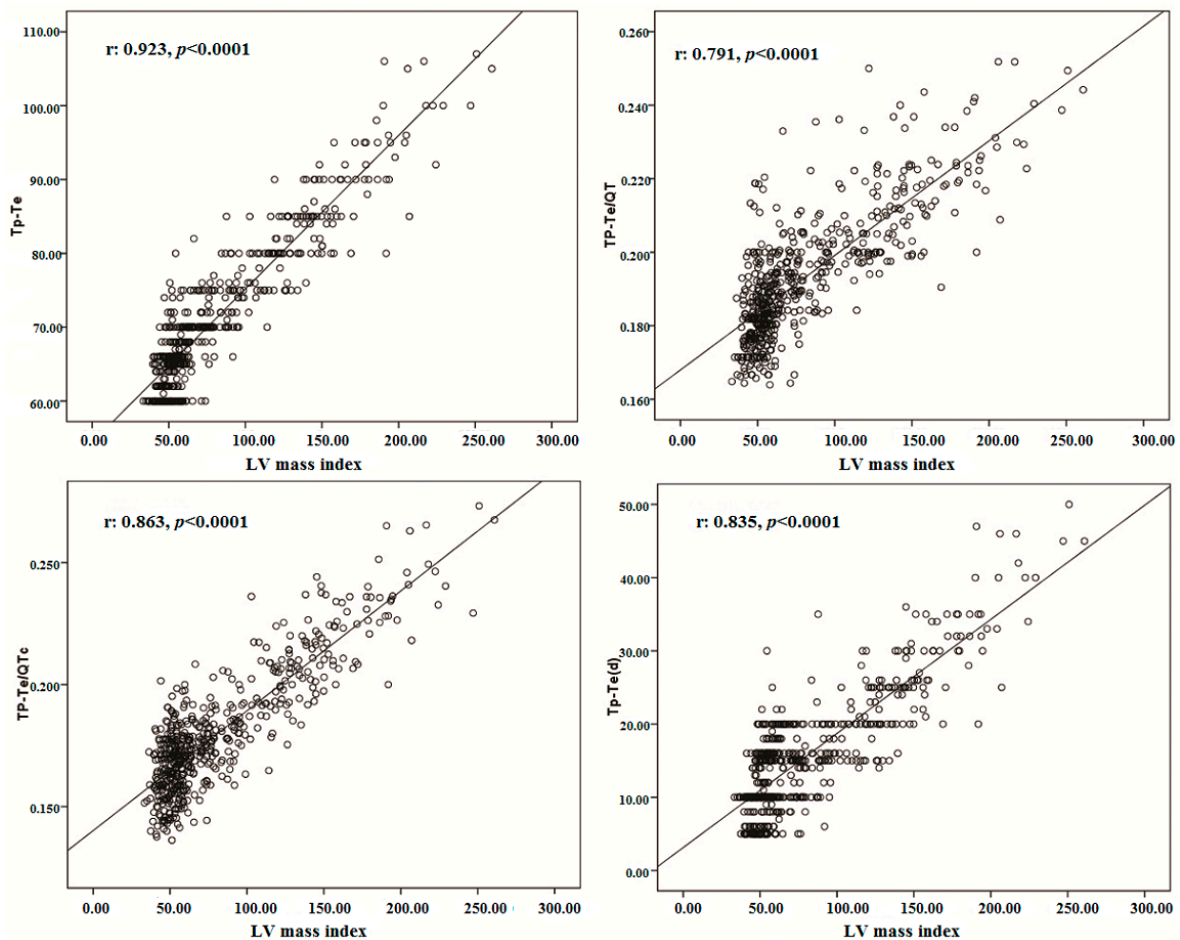 r: 0.923, p<0.0001
110.00
100.00
90.00
80.00
70.00
60.00
Tp-Te
0.00 50.00 100.00 150.00 200.00 250.00 300.00
LV mass index
r: 0.791, p<0.0001
0.260
0.240
0.220
0.200
0.180
0.160
TP-Te/QT
0.00 50.00 100.00 150.00 200.00 250.00 300.00
LV mass index
r: 0.863, p<0.0001
0.250
0.200
0.150
TP-Te/QTc
0.00 50.00 100.00 150.00 200.00 250.00 300.00
LV mass index
r: 0.835, p<0.0001
50.00
40.00
30.00
20.00
10.00
0.00
Tp-Te(d)
0.00 50.00 100.00 150.00 200.00 250.00 300.00
LV mass index